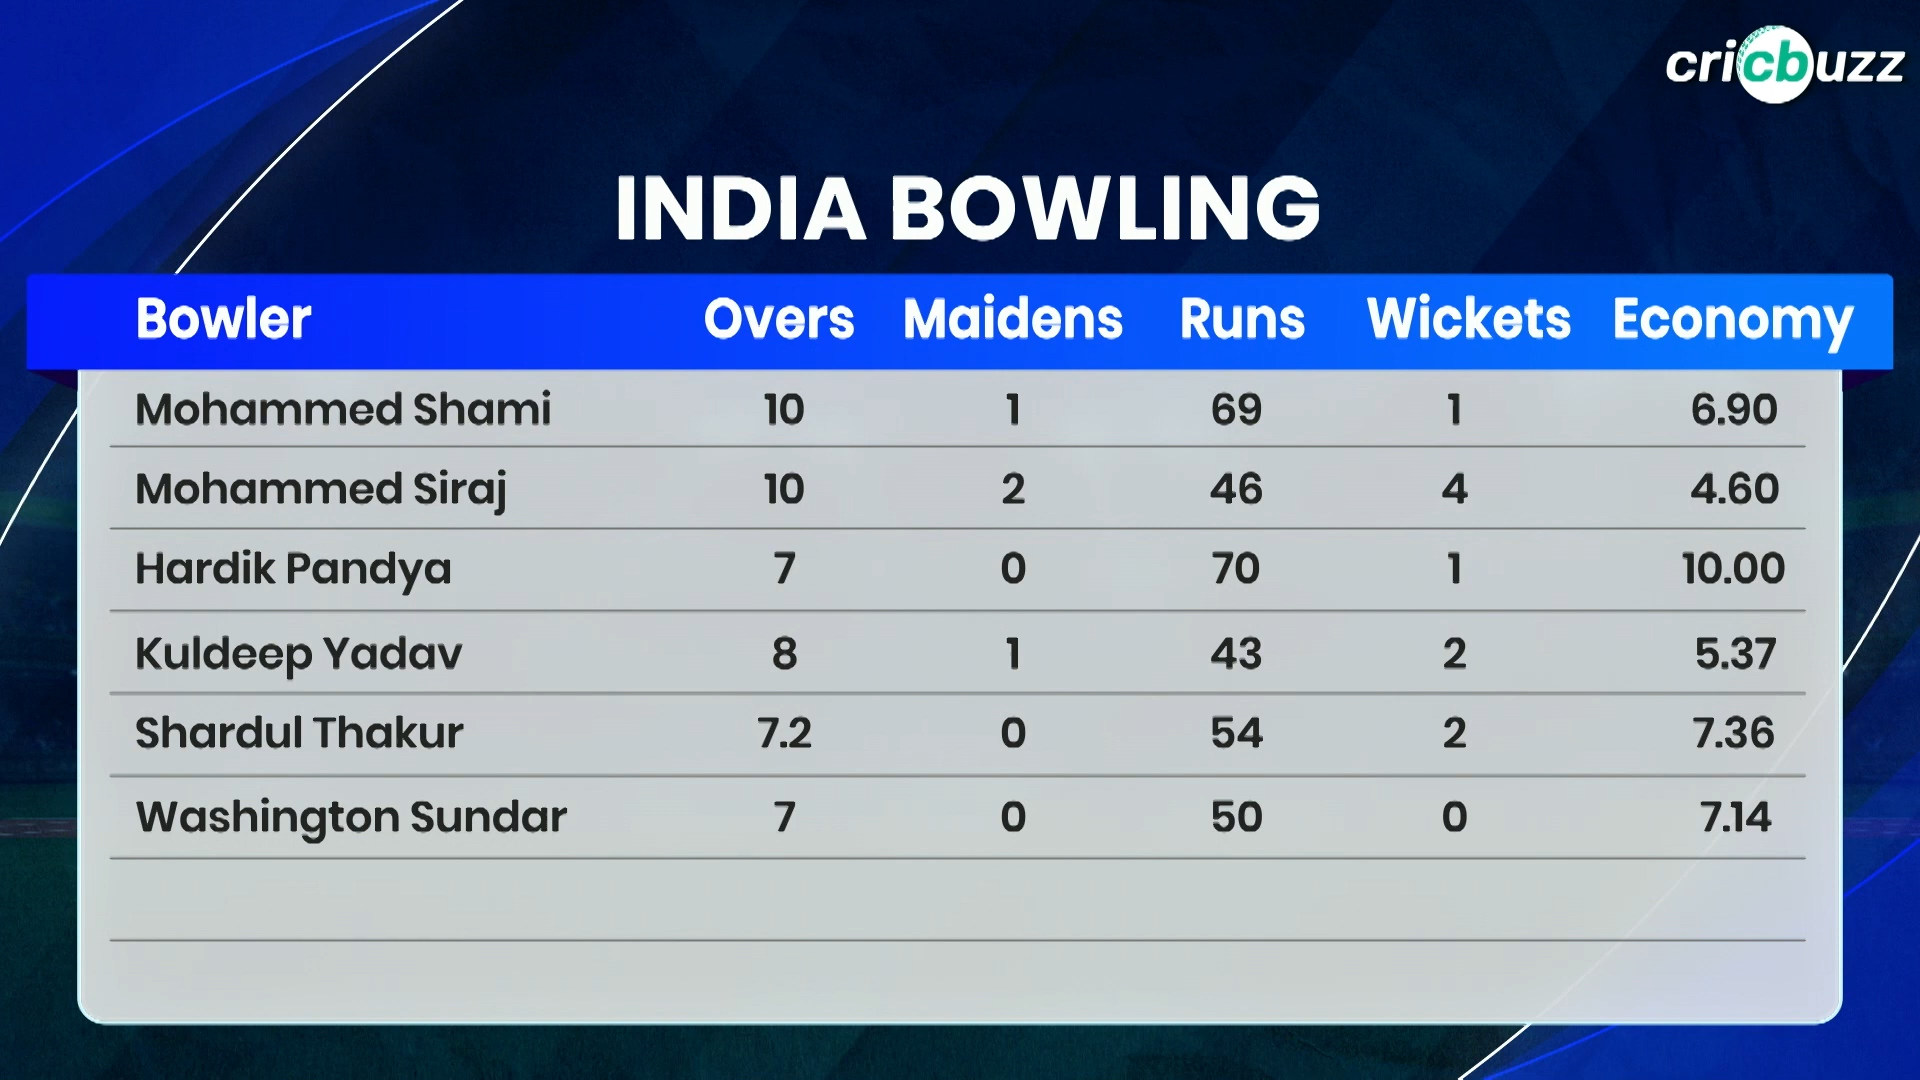 cricbuzz
INDIA BOWLING
Bowler Overs Maidens Runs Wickets Economy
Mohammed Shami 10 1 69 1 6.90
Mohammed Siraj 10 2 46 4 4.60
Hardik Pandya 7 0 70 1 10.00
Kuldeep Yadav 8 1 43 2 5.37
Shardul Thakur 7.2 0 54 2 7.36
Washington Sundar 7 0 50 0 7.14